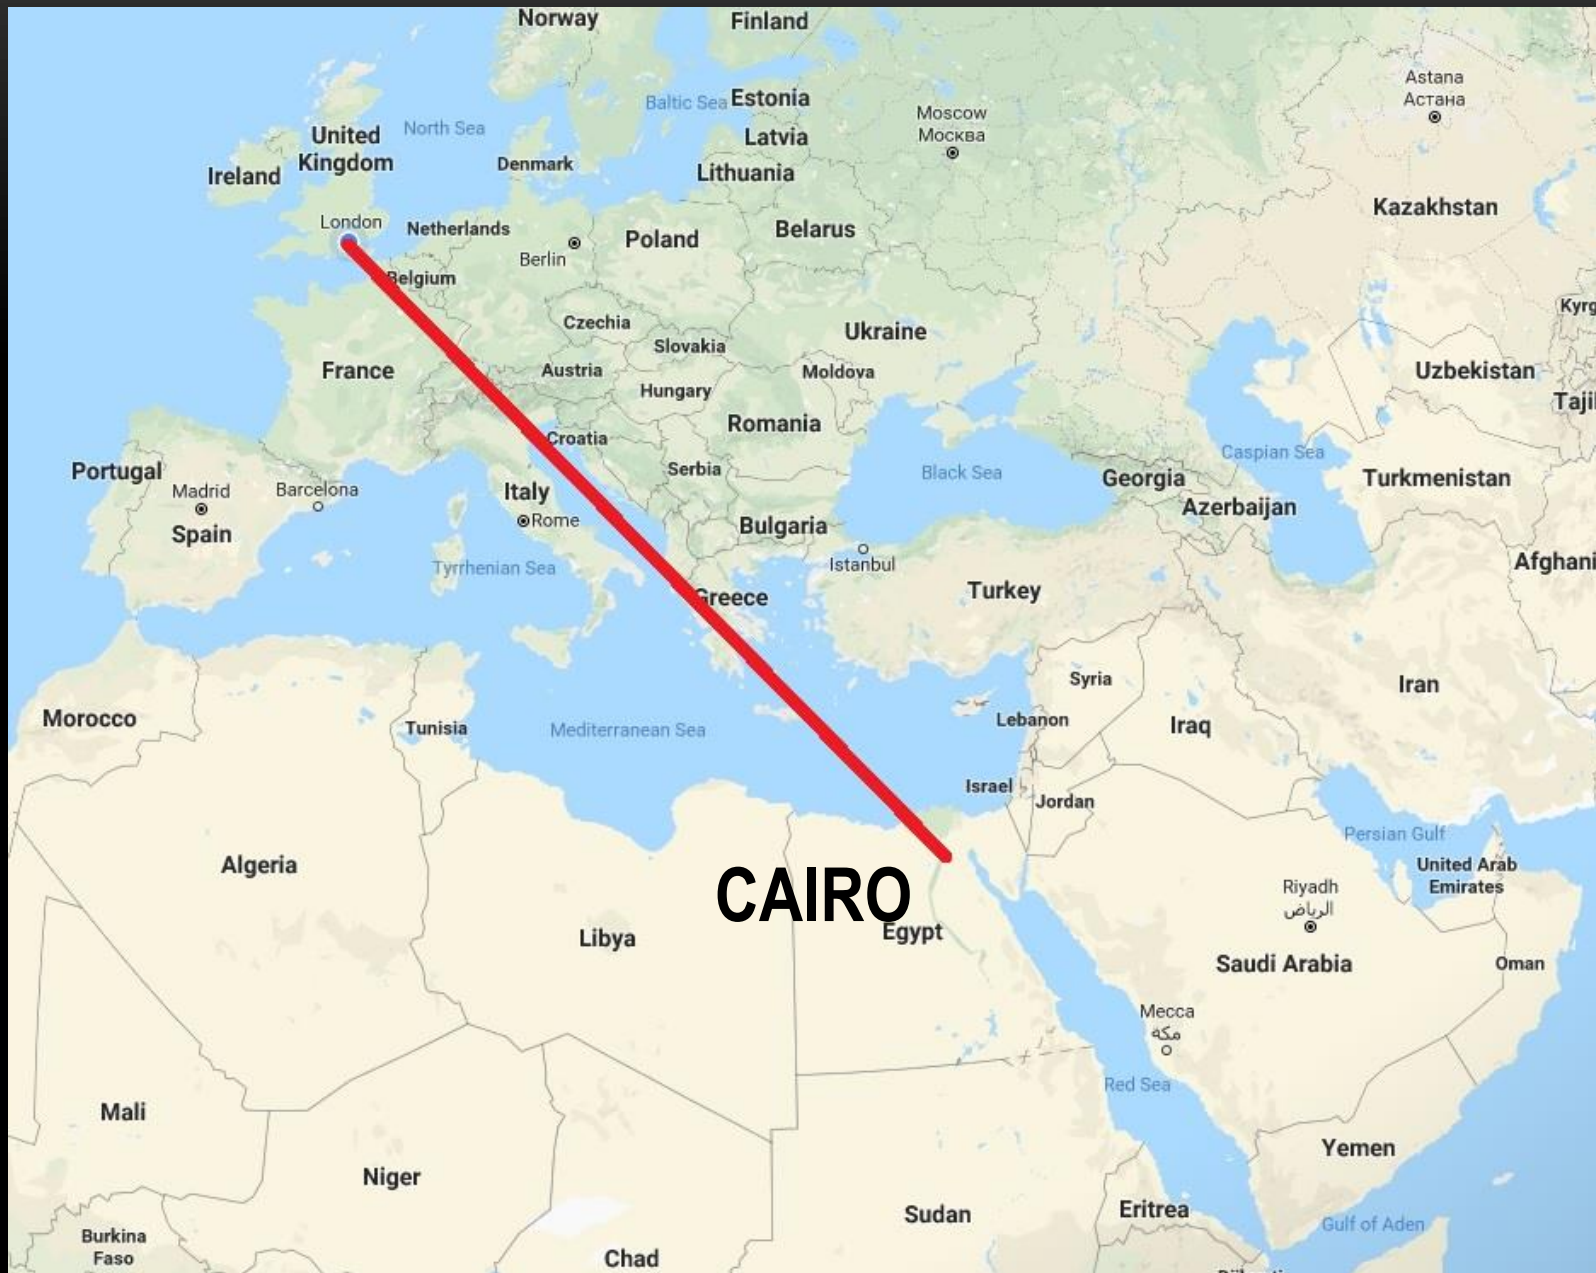 Norway
Finland
Astana
Астана
Baltic Sea
Estonia
Moscow
Москва
North Sea
United
Kingdom
Latvia
Denmark
Ireland
Lithuania
Kazakhstan
London
Netherlands
Poland
Belarus
Berlin
Belgium
Kyrg
Czechia
Ukraine
Slovakia
France
Austria
Moldova
Uzbekistan
Hungary
Taji
Romania
Croatia
Caspian Sea
Portugal
Serbia
Black Sea
Georgia
Turkmenistan
Madrid
Barcelona
Italy
Azerbaijan
Rome
Spain
Bulgaria
Istanbul
Afghani
Tyrrhenian Sea
Turkey
Greece
Syria
Iran
Morocco
Tunisia
Mediterranean Sea
Lebanon
Iraq
Israel
Jordan
Persian Gulf
Algeria
United Arab
Emirates
CAIRO
Riyadh
الرياض
Libya
Egypt
Saudi Arabia
Oman
Mecca
مكة
Red Sea
Mali
Yemen
Niger
Sudan
Eritrea
Gulf of Aden
Burkina
Faso
Chad